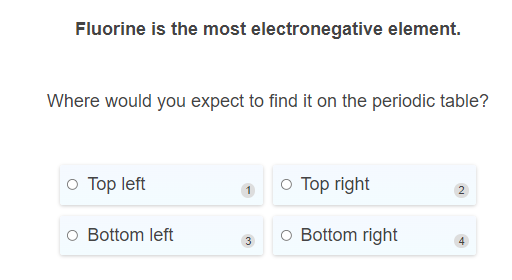 Fluorine is the most electronegative element.
Where would you expect to find it on the periodic table?
Top left 1
Top right 2
Bottom left 3
Bottom right 4